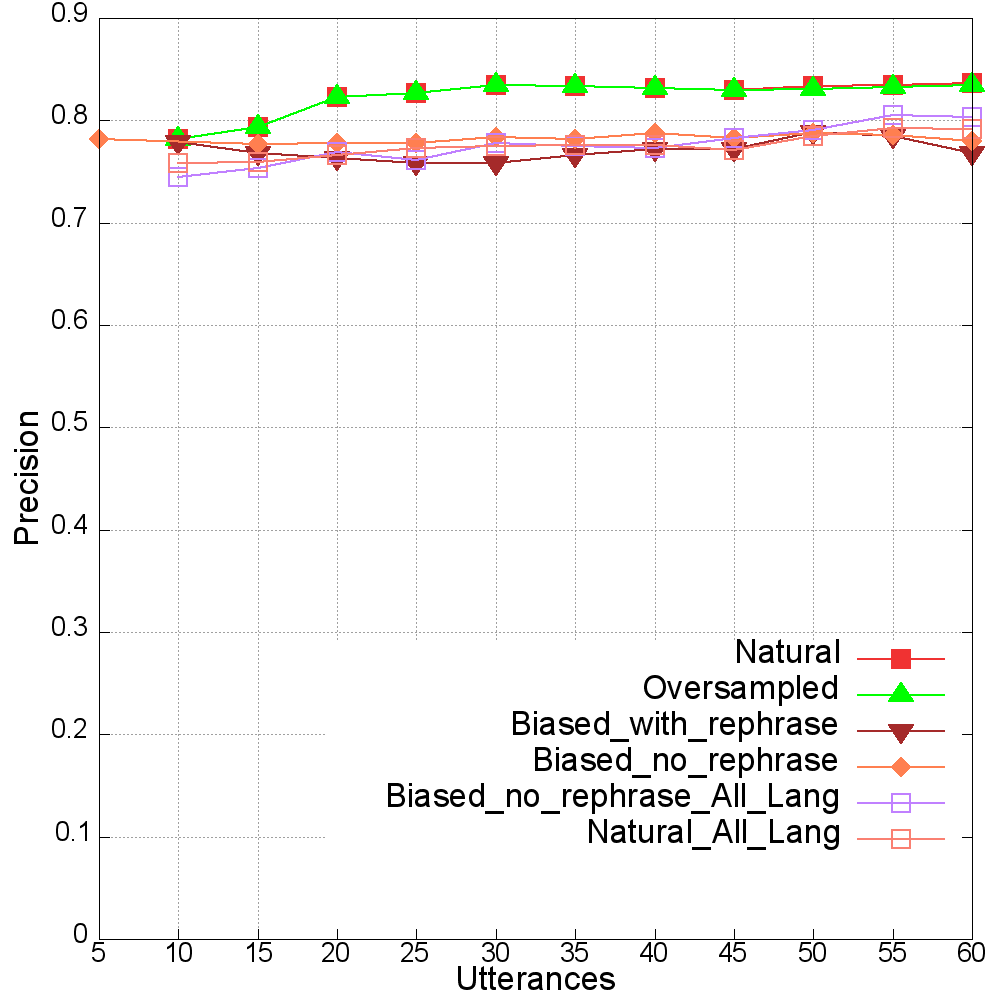 0.9
0.8
0.7
0.6
0.5
0.4
0.3
0.2
0.1
0
Precision
Natural
Oversampled
Biased_with_rephrase
Biased_no_rephrase
Biased_no_rephrase_All_Lang
Natural_All_Lang
5 10 15 20 25 30 35 40 45 50 55 60
Utterances